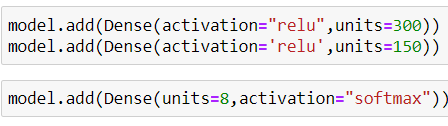 model.add(Dense(activation="relu",units=300))
model.add(Dense(activation='relu',units=150))
model.add(Dense(units=8,activation="softmax"))